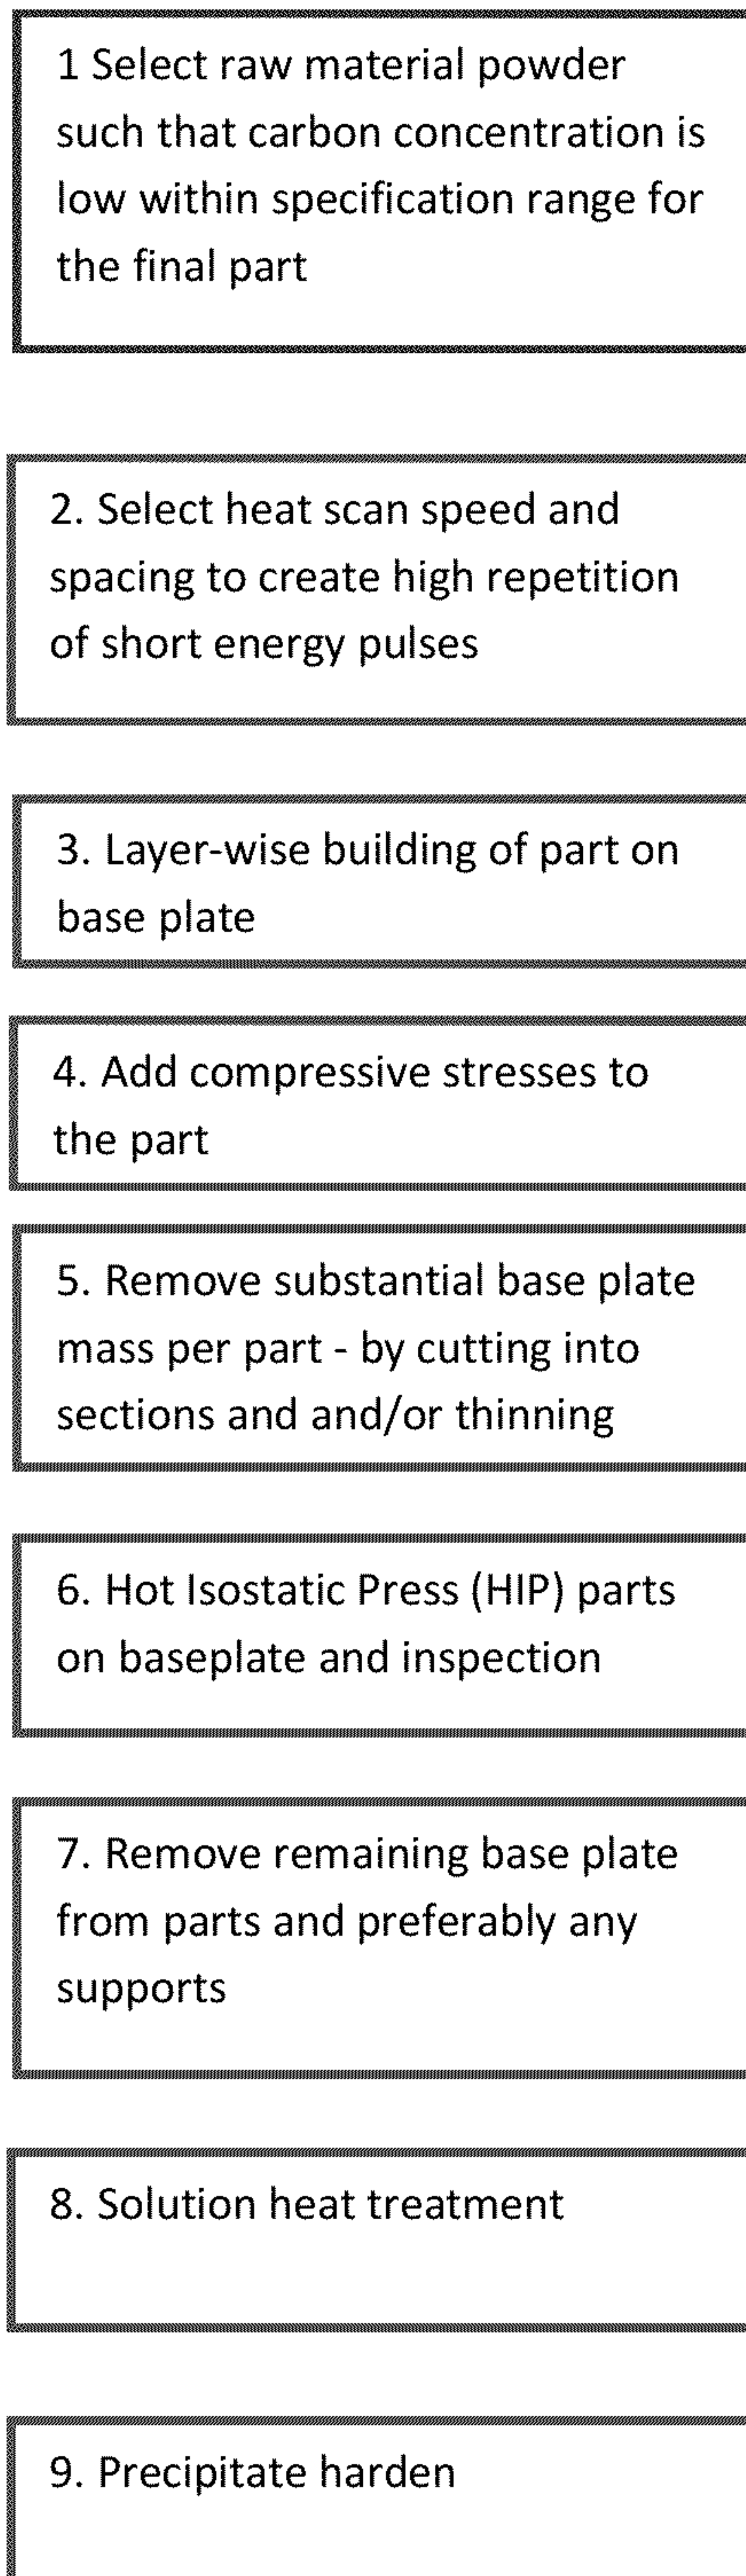 1 Select raw material powder
such that carbon concentration is
low within specification range for
the final part
2. Select heat scan speed and
spacing to create high repetition
of short energy pulses
3. Layer-wise building of part on
base plate
4. Add compressive stresses to
the part
5. Remove substantial base plate
mass per part - by cutting into
sections and and/or thinning
6. Hot Isostatic Press (HIP) parts
on baseplate and inspection
7. Remove remaining base plate
from parts and preferably any
supports
8. Solution heat treatment
9. Precipitate harden